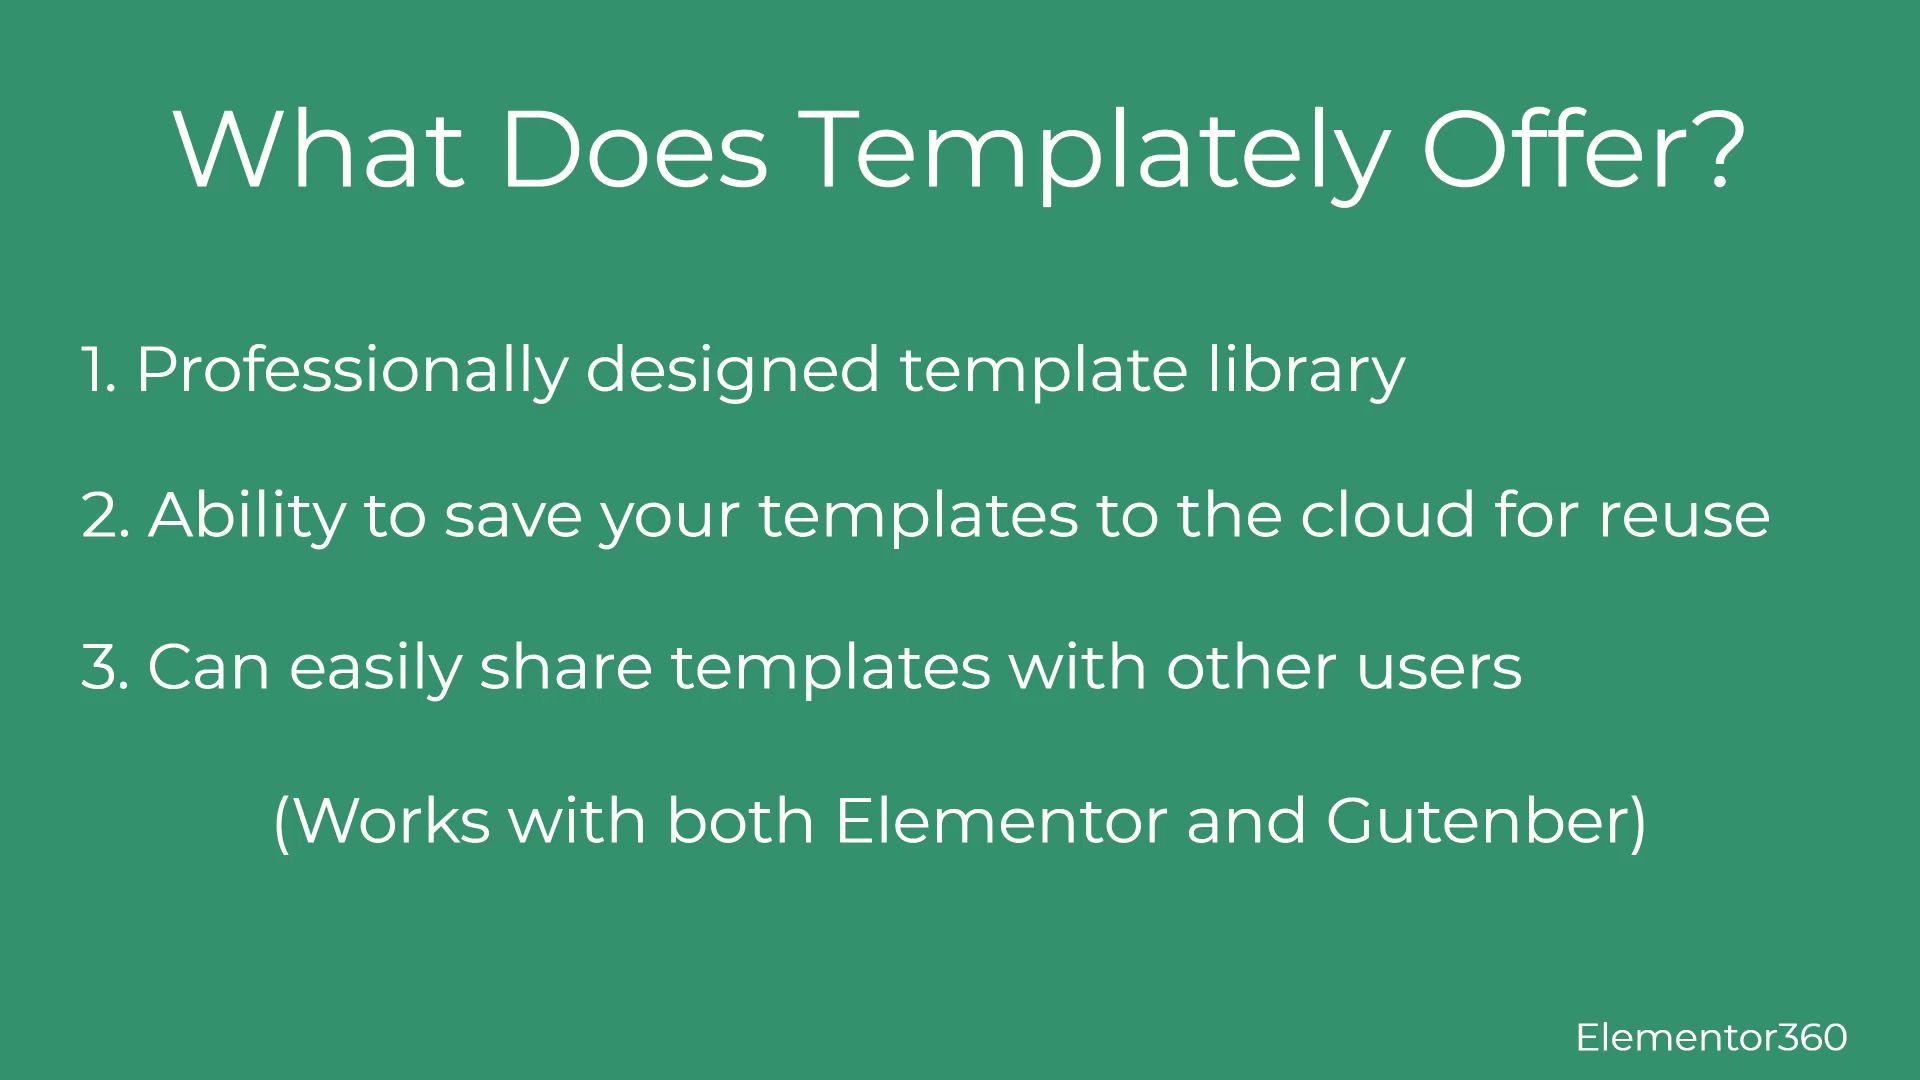 What Does Templately Offer?
1. Professionally designed template library
2. Ability to save your templates to the cloud for reuse
3. Can easily share templates with other users
(Works with both Elementor and Gutenber)
Elementor360